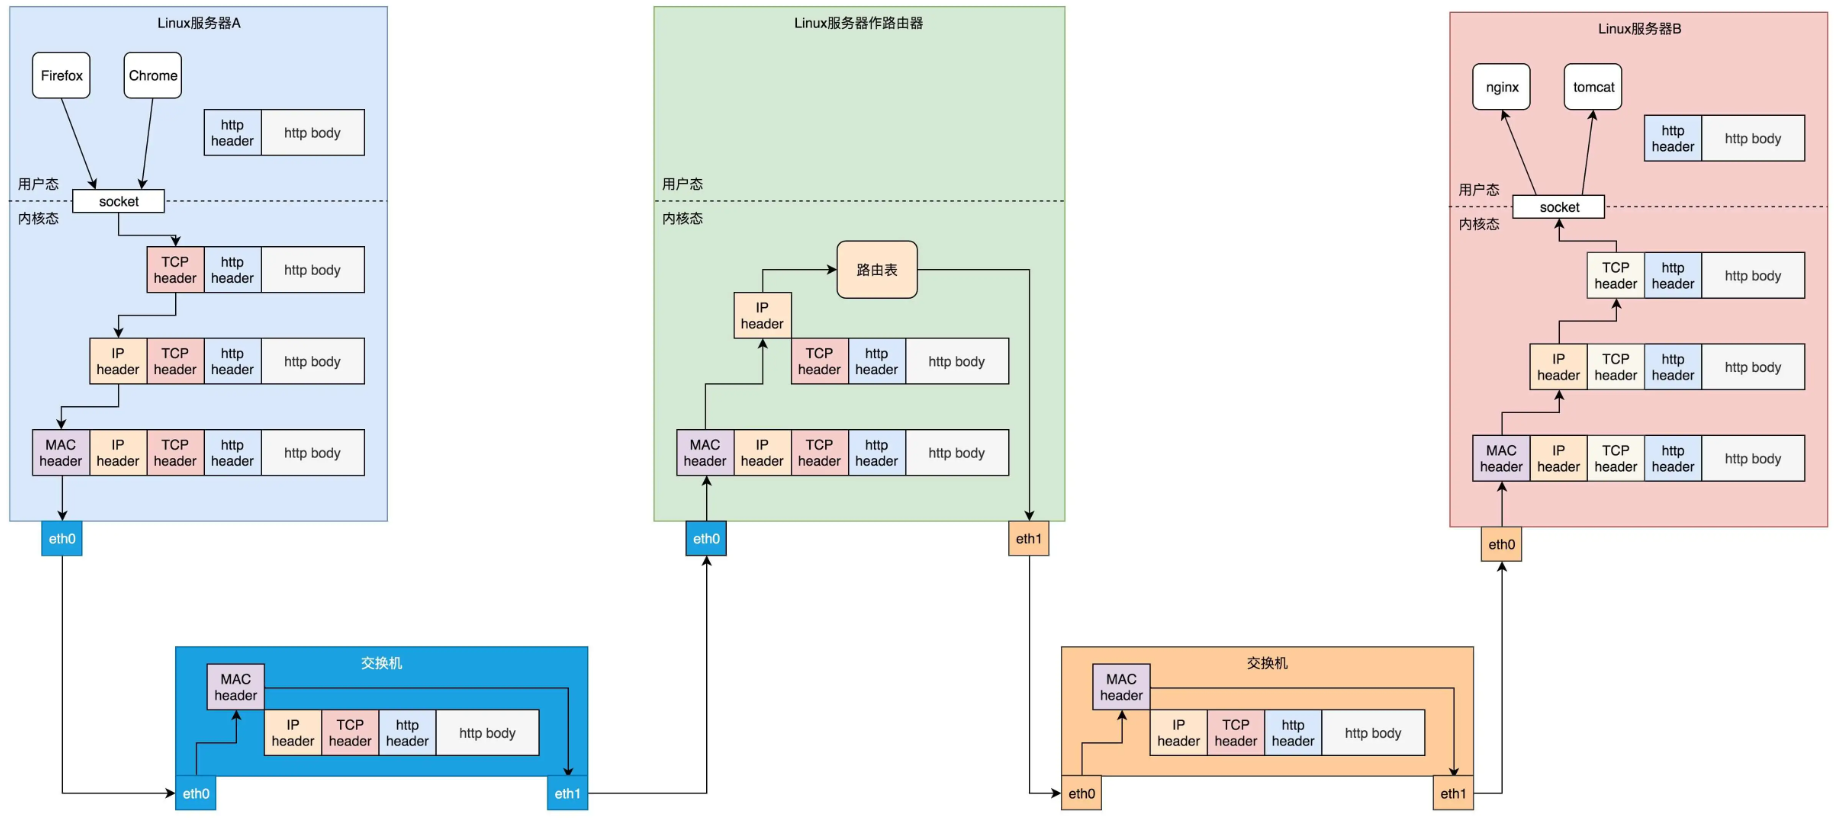 Linux服务器A
Firefox
Chrome
http
header
http body
用户态
socket
内核态
TCP
header
http
header
http body
IP
header
TCP
header
http
header
http body
MAC
header
IP
header
TCP
header
http
header
http body
eth0
Linux服务器作路由器
用户态
内核态
路由表
IP
header
TCP
header
http
header
http body
MAC
header
IP
header
TCP
header
http
header
http body
eth0
eth1
Linux服务器B
nginx
tomcat
http
header
http body
用户态
socket
内核态
TCP
header
http
header
http body
IP
header
TCP
header
http
header
http body
MAC
header
IP
header
TCP
header
http
header
http body
eth0
交换机
MAC
header
IP
header
TCP
header
http
header
http body
eth0
eth1
交换机
MAC
header
IP
header
TCP
header
http
header
http body
eth0
eth1